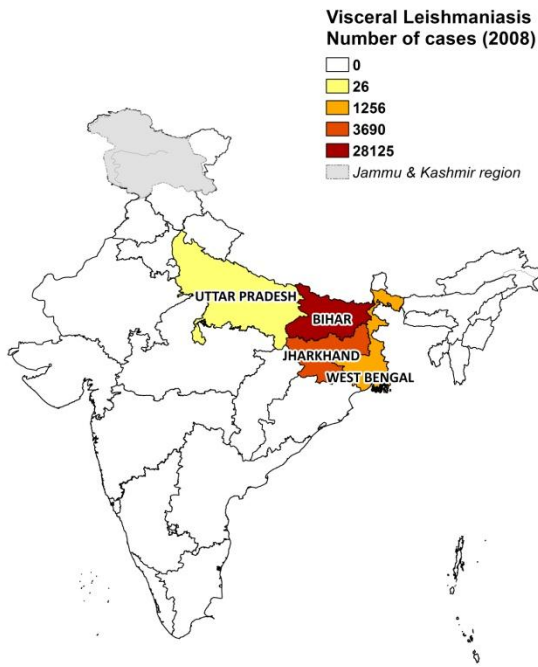 Visceral Leishmaniasis
Number of cases (2008)
0
26
1256
3690
28125
Jammu & Kashmir region
UTTAR PRADESH
BIHAR
JHARKHAND
WEST BENGAL